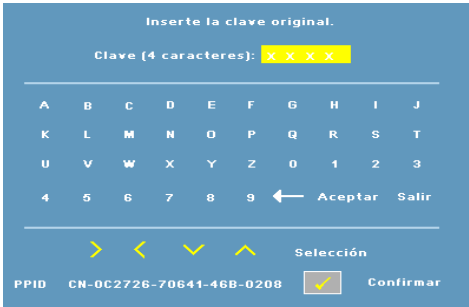 Inserte la clave original.
Clave (4 caracteres): X X X X
A B C D E F G H I J
K L M N O P Q R S T
U V W X Y Z 0 1 2 3
4 5 6 7 8 9 Aceptar Salir
Selección
PPID CN-0C2726-70641-46B-0208 Confirmar